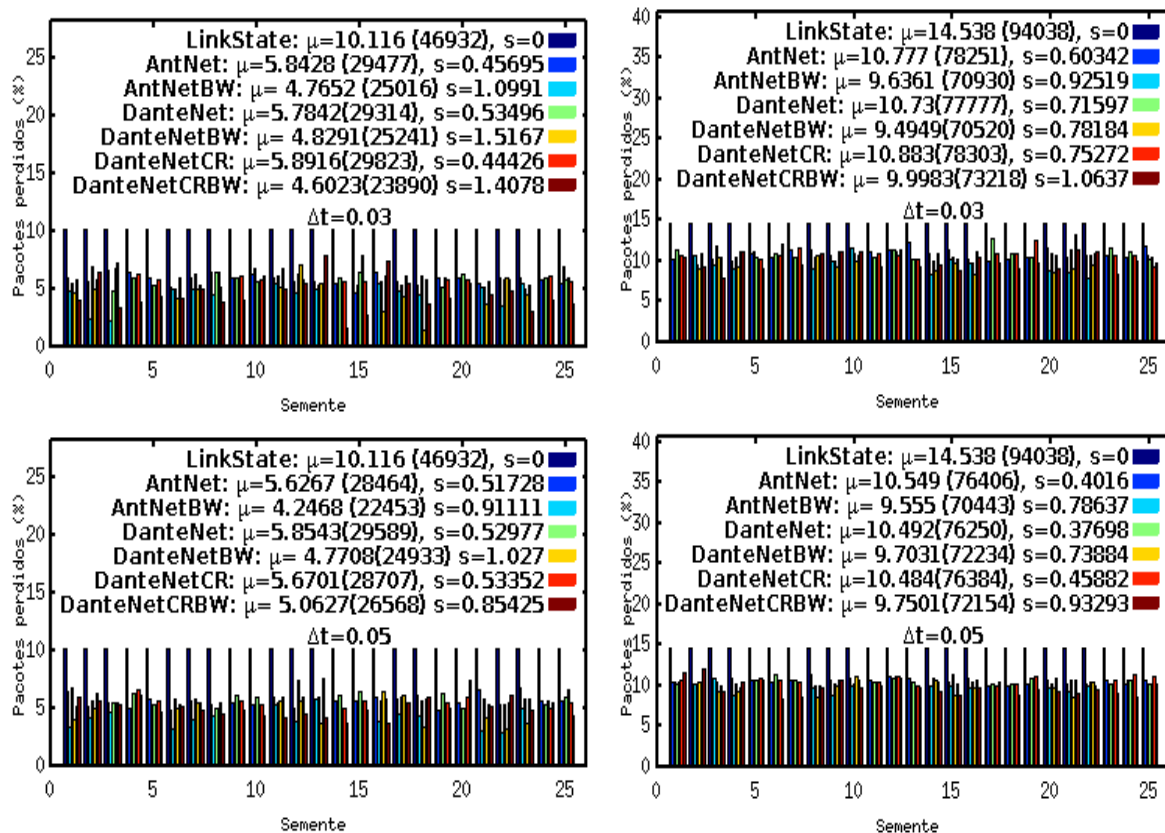 LinkState: μ=10.116 (46932), s=0
AntNet: μ=5.8428 (29477), s=0.45695
AntNetBW: μ= 4.7652 (25016) s=1.0991
DanteNet: μ=5.7842(29314), s=0.53496
DanteNetBW: μ= 4.8291(25241) s=1.5167
DanteNetCR: μ=5.8916(29823), s=0.44426
DanteNetCRBW: μ= 4.6023(23890) s=1.4078
Δt=0.03
Pacotes perdidos (%)
25
20
15
10
5
0
0 5 10 15 20 25
Semente
LinkState: μ=14.538 (94038), s=0
AntNet: μ=10.777 (78251), s=0.60342
AntNetBW: μ= 9.6361 (70930) s=0.92519
DanteNet: μ=10.73(77777), s=0.71597
DanteNetBW: μ= 9.4949(70520) s=0.78184
DanteNetCR: μ=10.883(78303), s=0.75272
DanteNetCRBW: μ= 9.9983(73218) s=1.0637
Δt=0.03
Pacotes perdidos (%)
40
35
30
25
20
15
10
5
0
0 5 10 15 20 25
Semente
LinkState: μ=10.116 (46932), s=0
AntNet: μ=5.6267 (28464), s=0.51728
AntNetBW: μ= 4.2468 (22453) s=0.91111
DanteNet: μ=5.8543(29589), s=0.52977
DanteNetBW: μ= 4.7708(24933) s=1.027
DanteNetCR: μ=5.6701(28707), s=0.53352
DanteNetCRBW: μ= 5.0627(26568) s=0.85425
Δt=0.05
Pacotes perdidos (%)
25
20
15
10
5
0
0 5 10 15 20 25
Semente
LinkState: μ=14.538 (94038), s=0
AntNet: μ=10.549 (76406), s=0.4016
AntNetBW: μ= 9.555 (70443) s=0.78637
DanteNet: μ=10.492(76250), s=0.37698
DanteNetBW: μ= 9.7031(72234) s=0.73884
DanteNetCR: μ=10.484(76384), s=0.45882
DanteNetCRBW: μ= 9.7501(72154) s=0.93293
Δt=0.05
Pacotes perdidos (%)
40
35
30
25
20
15
10
5
0
0 5 10 15 20 25
Semente